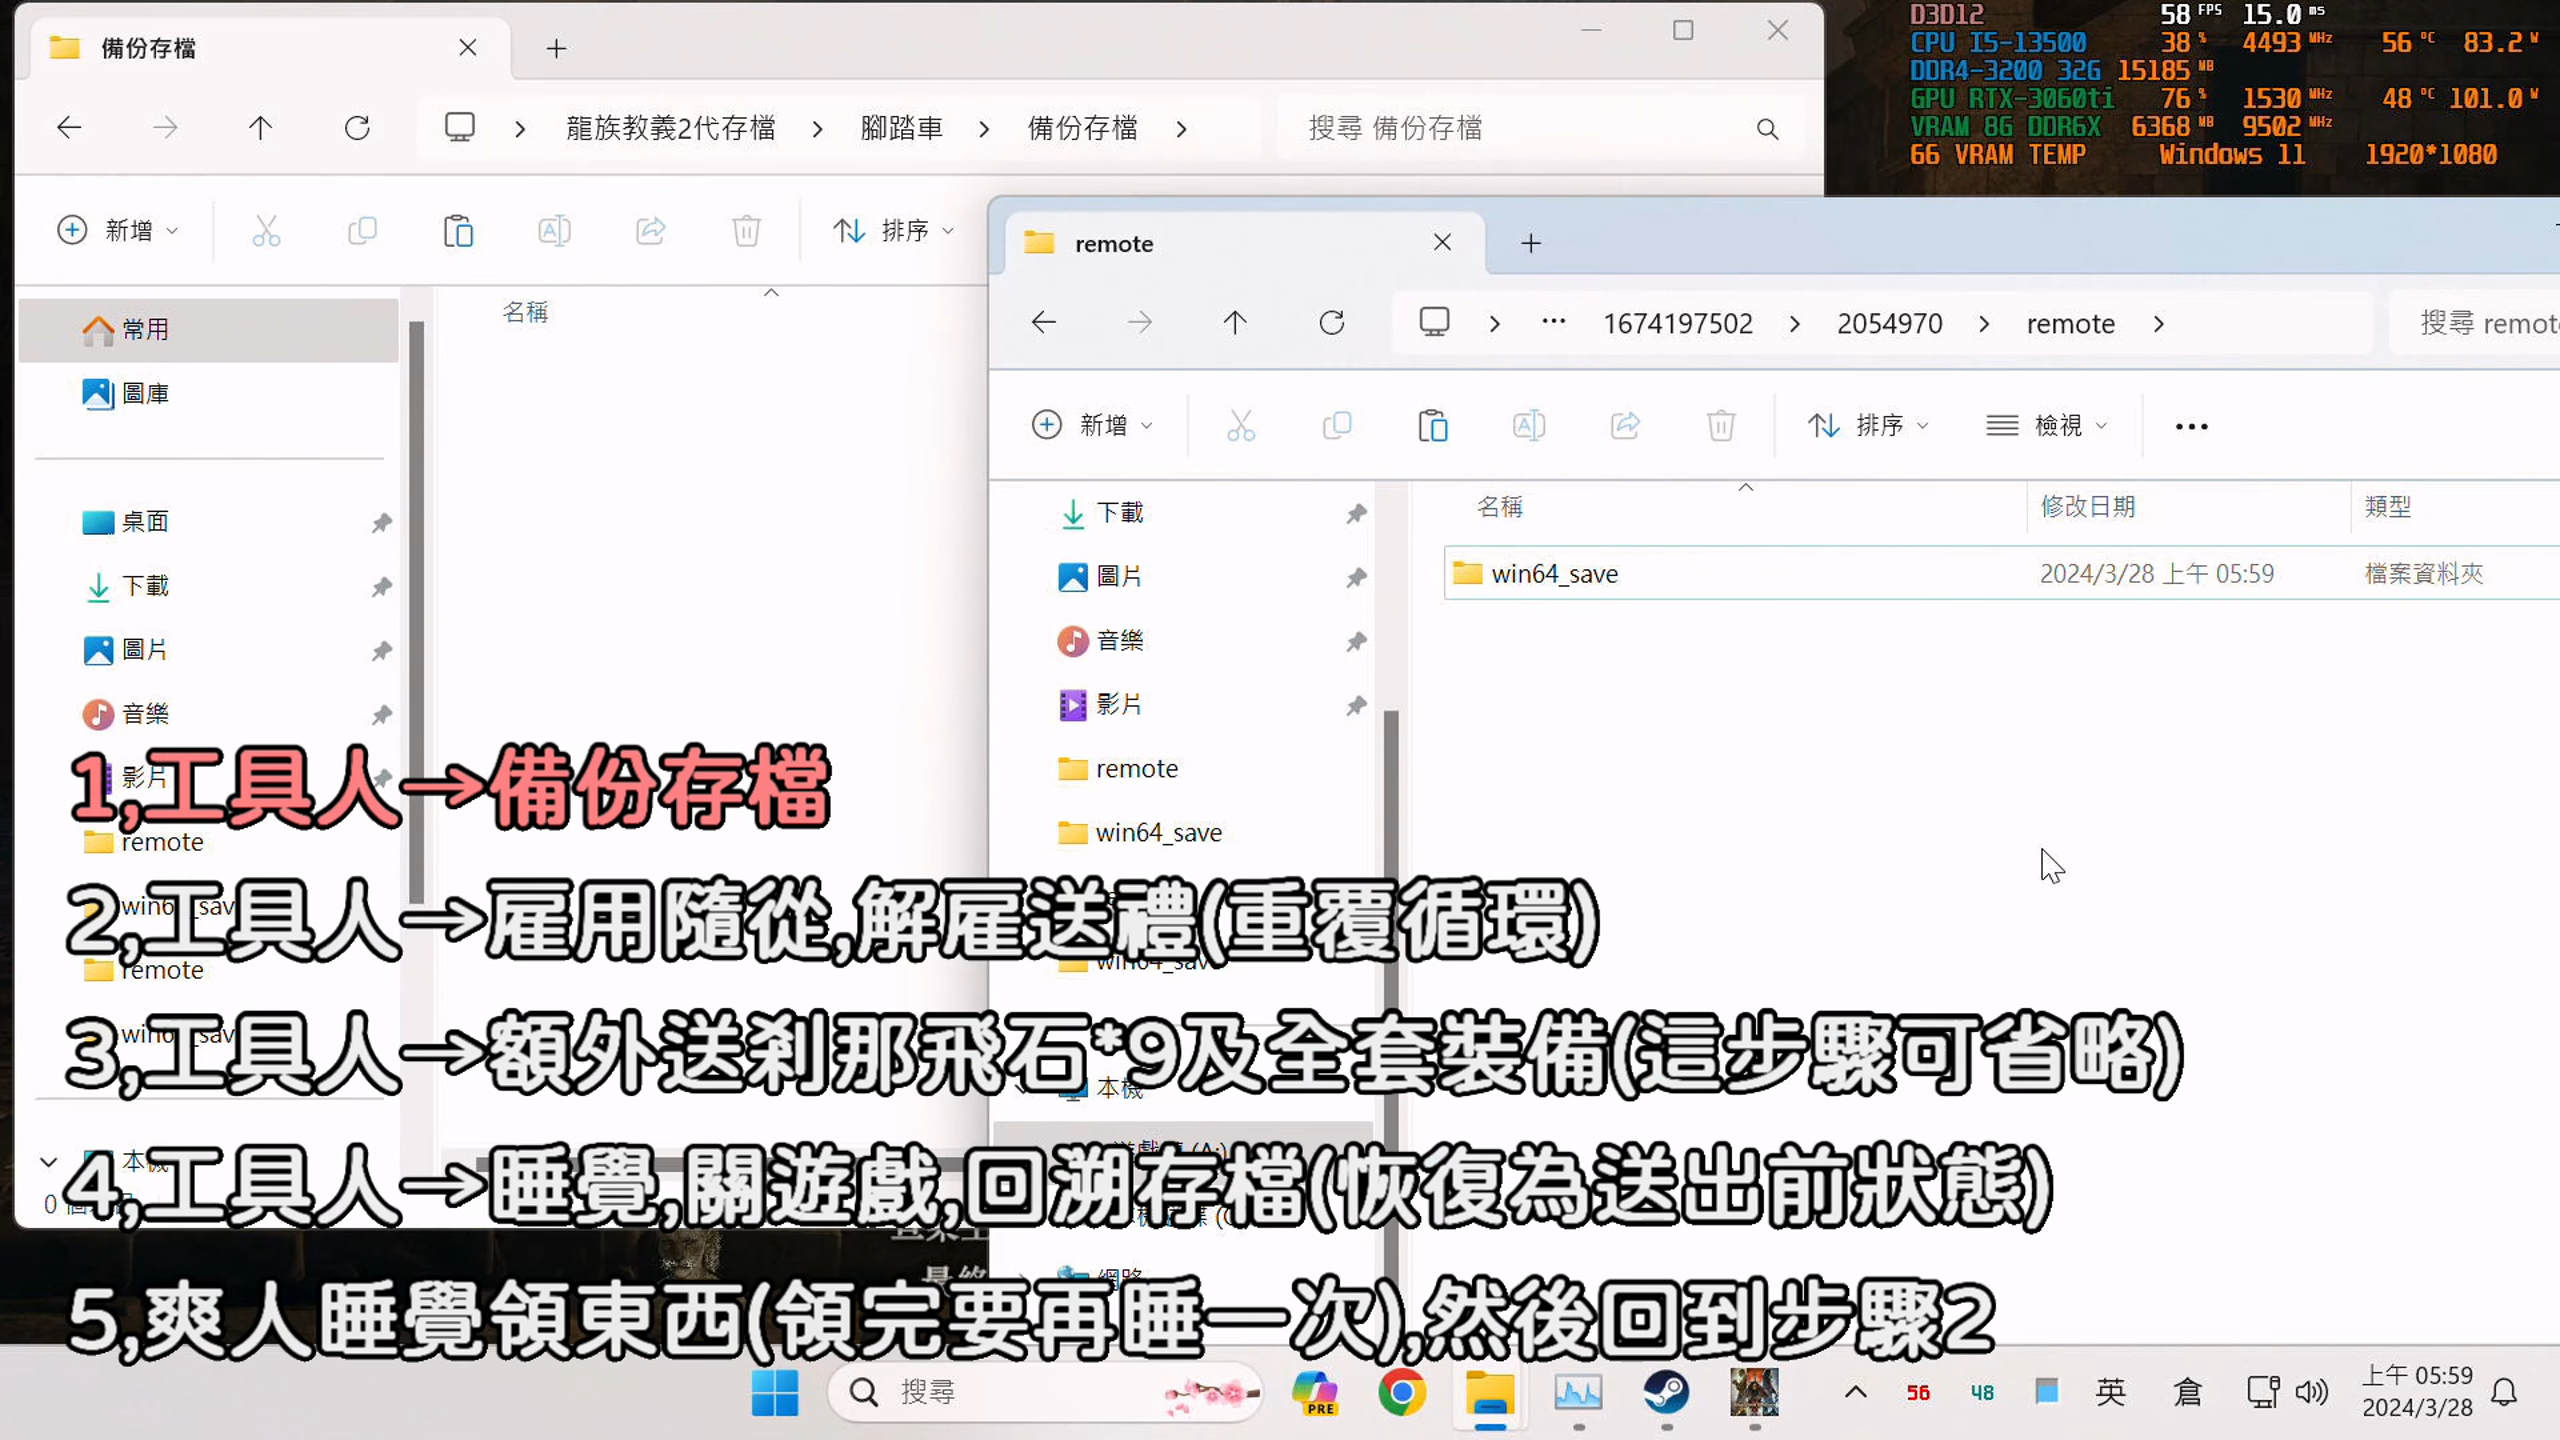 備份存檔
龍族教義2代存檔 > 腳踏車 > 備份存檔 >
搜尋 備份存檔
新增
排序
名稱
常用
圖庫
桌面
下載
圖片
音樂
影片
remote
remote
D3D12 58 FPS 15.0 ms
CPU I5-13500 38 % 4493 MHz 56 °C 83.2 W
DDR4-3200 32G 15185 MB
GPU RTX-3060ti 76 % 1530 MHz 48 °C 101.0 W
VRAM 8G DDR6X 6368 MB 9502 MHz
66 VRAM TEMP Windows 11 1920*1080
remote
… 1674197502 > 2054970 > remote >
搜尋
新增
排序
檢視
…
名稱 修改日期 類型
win64_save 2024/3/28 上午 05:59 檔案資料夾
下載
圖片
音樂
影片
remote
win64_save
本機
1,工具人→備份存檔
2,工具人→雇用隨從,解雇送禮(重覆循環)
3,工具人→額外送剎那飛石*9及全套裝備(這步驟可省略)
4,工具人→睡覺,關遊戲,回溯存檔(恢復為送出前狀態)
5,爽人睡覺領東西(領完要再睡一次),然後回到步驟2
搜尋
PRE
56
48
英
倉
上午 05:59
2024/3/28